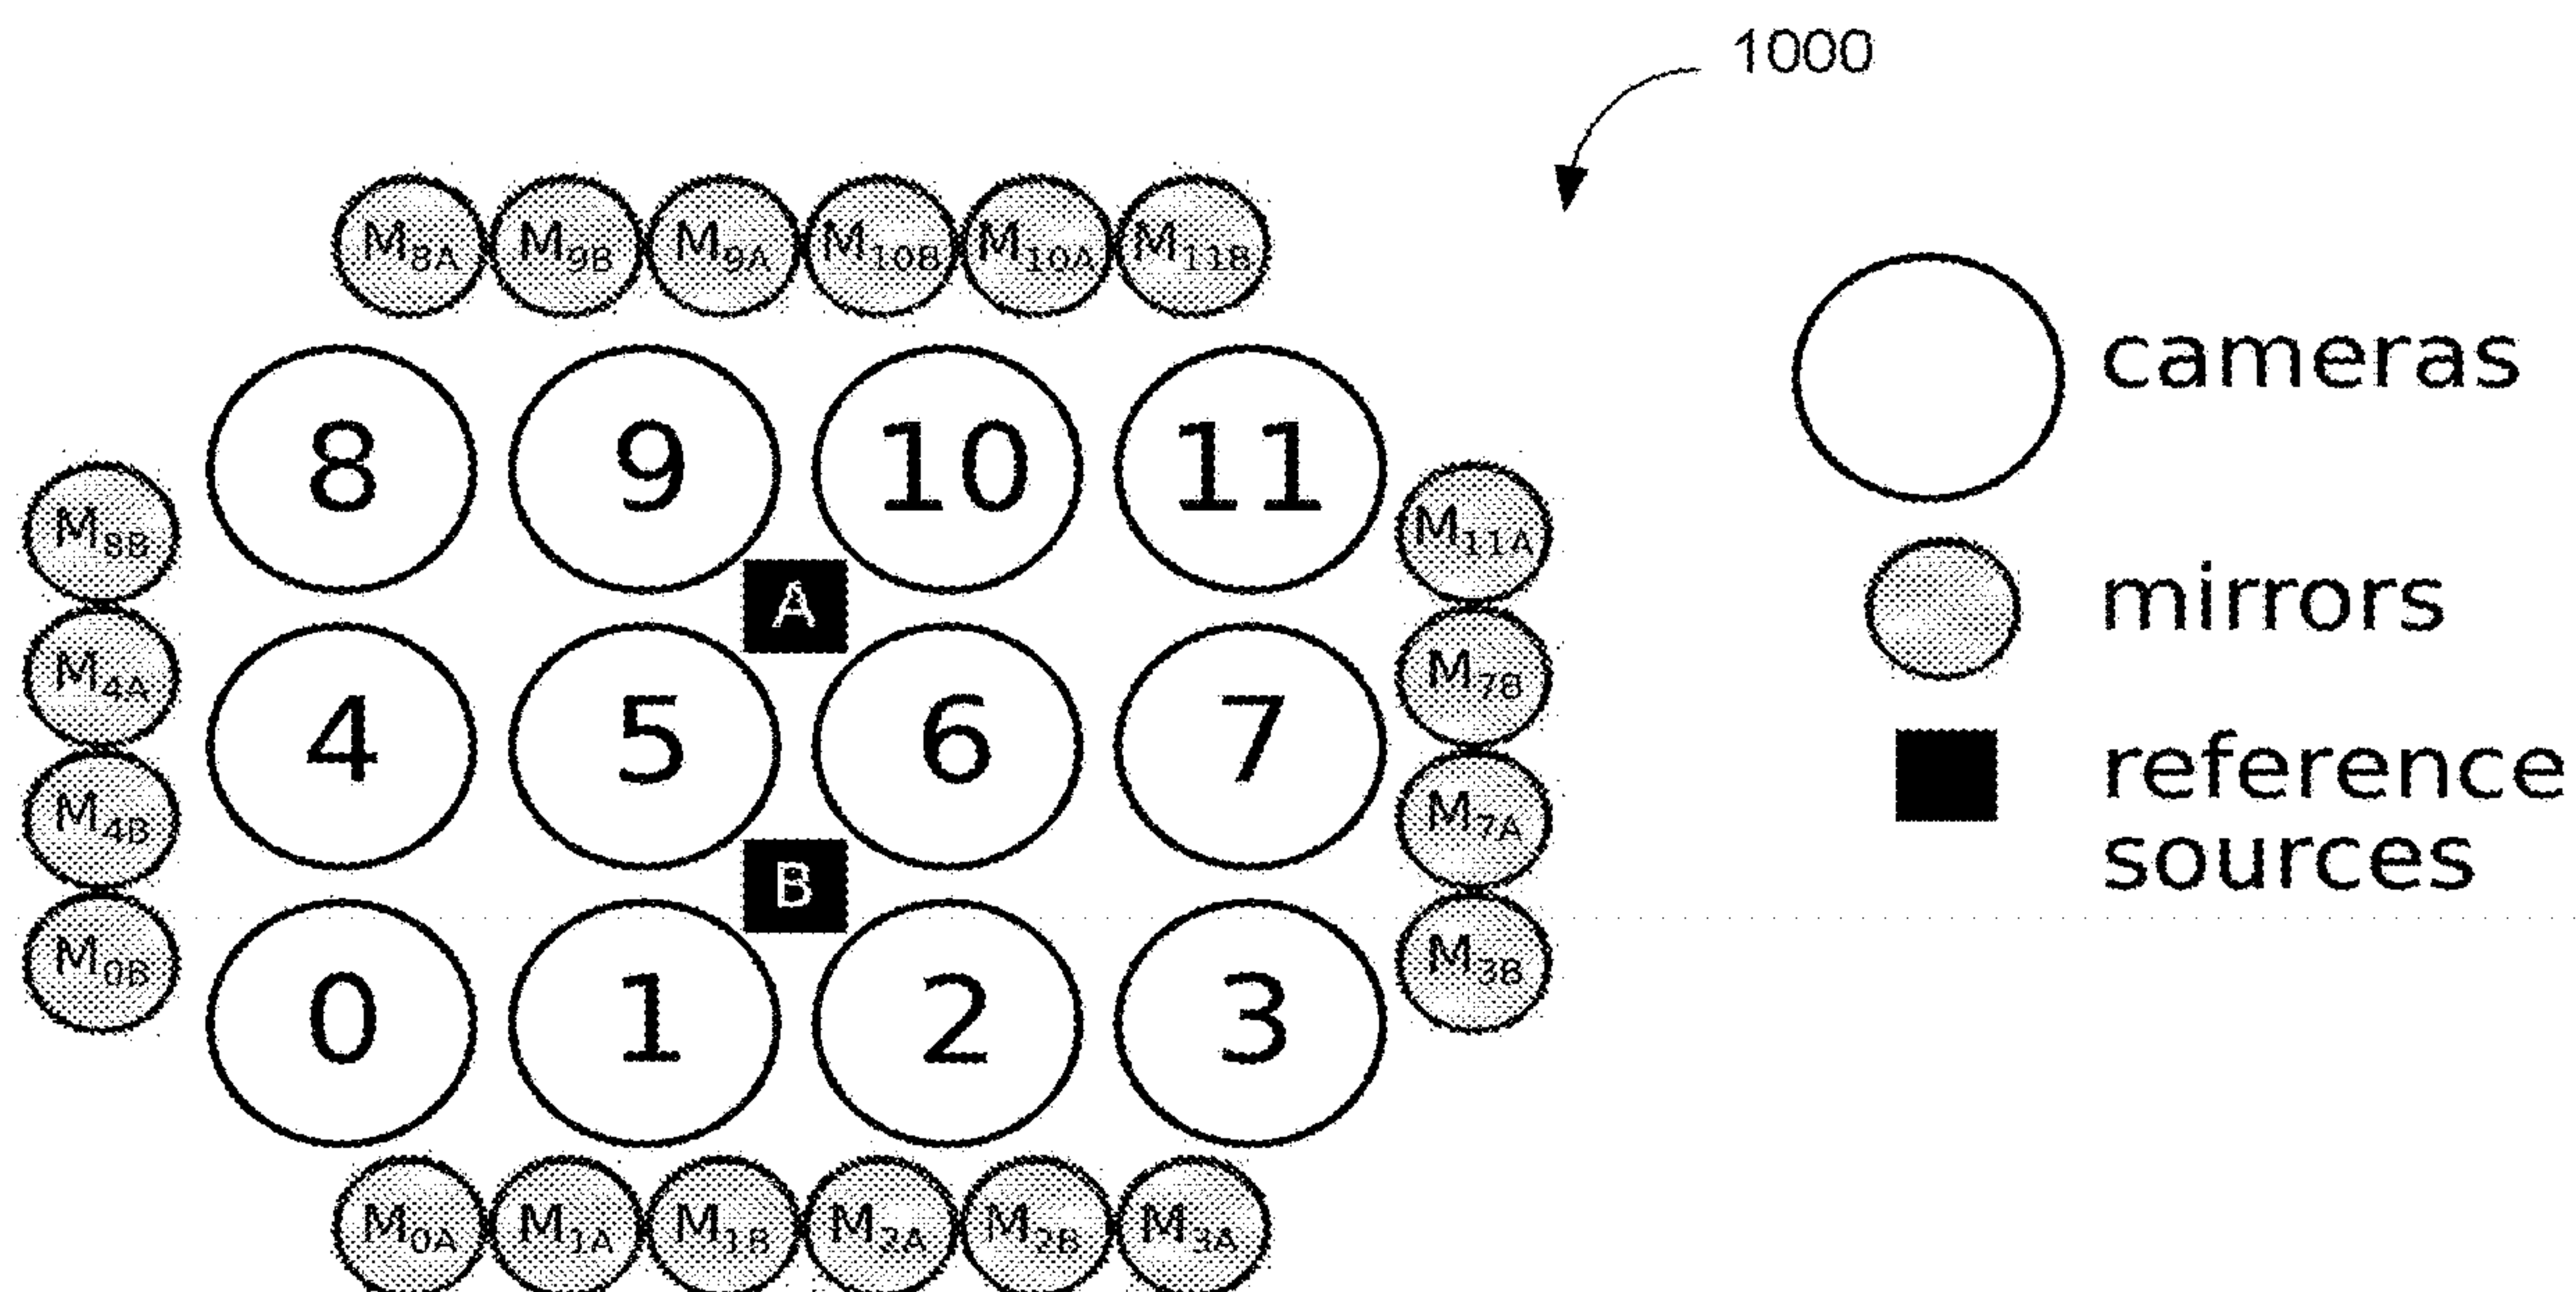 1000
M8A M9B M9A M10B M10A M11B
cameras
8 9 10 11
M8B
M11A
A
mirrors
M4A
M7B
4 5 6 7
reference
sources
M4B
M7A
B
M0B
M3B
0 1 2 3
M0A M1A M1B M2A M2B M3A